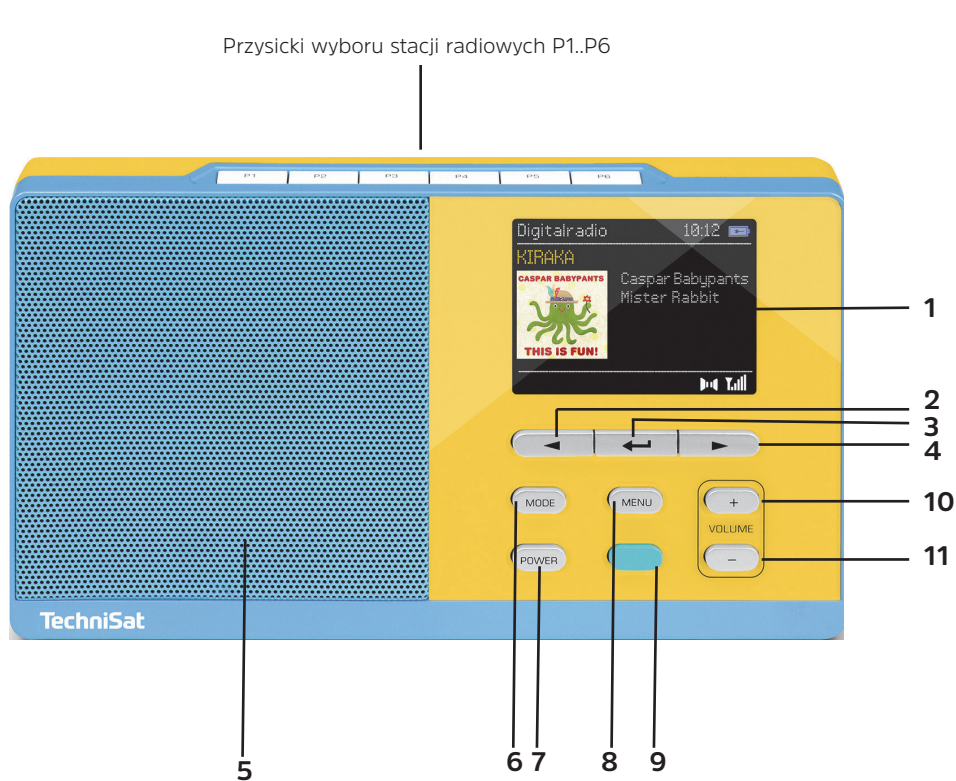 Przysicki wyboru stacji radiowych P1..P6
P1 P2 P3 P4 P5 P6
Digitalradio 10:12
KIRAKA
CASPAR BABYPANTS
THIS IS FUN!
Caspar Babypants
Mister Rabbit
1
2
3
4
MODE MENU + 10
VOLUME
POWER − 11
TechniSat
5 6 7 8 9